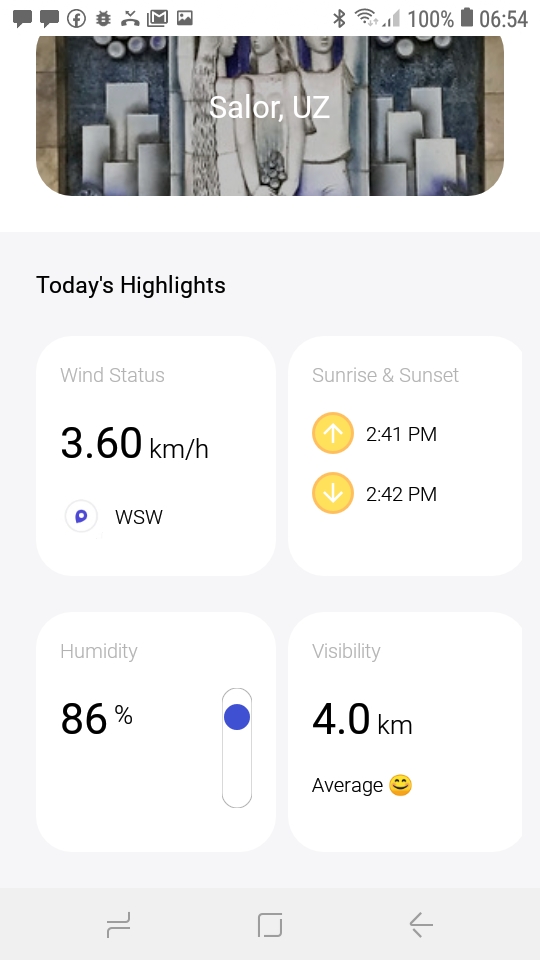 100% 06:54
Salor, UZ
Today's Highlights
Wind Status
3.60 km/h
WSW
Sunrise & Sunset
2:41 PM
2:42 PM
Humidity
86 %
Visibility
4.0 km
Average 😊